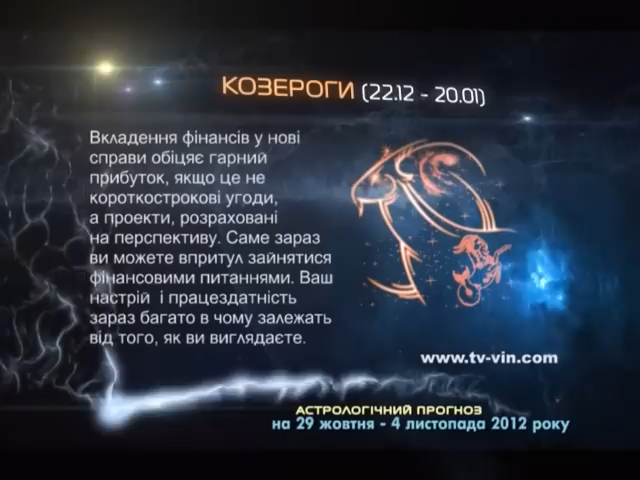 КОЗЕРОГИ (22.12 - 20.01)
Вкладення фінансів у нові
справи обіцяє гарний
прибуток, якщо це не
короткострокові угоди,
а проекти, розраховані
на перспективу. Саме зараз
ви можете впритул зайнятися
фінансовими питаннями. Ваш
настрій і працездатність
зараз багато в чому залежать
від того, як ви виглядаєте.
www.tv-vin.com
АСТРОЛОГІЧНИЙ ПРОГНОЗ
на 29 жовтня - 4 листопада 2012 року